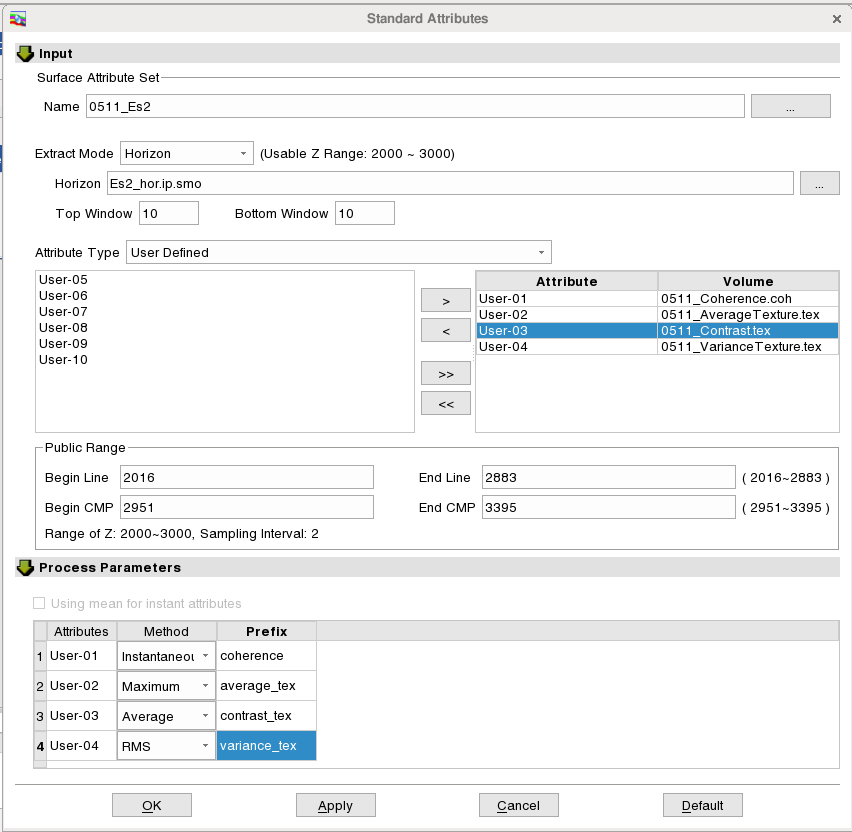 Standard Attributes
Input
Surface Attribute Set
Name 0511_Es2 ...
Extract Mode Horizon (Usable Z Range: 2000 ~ 3000)
Horizon Es2_hor.ip.smo ...
Top Window 10 Bottom Window 10
Attribute Type User Defined
User-05
User-06
User-07
User-08
User-09
User-10
>
<
>>
<<
Attribute Volume
User-01 0511_Coherence.coh
User-02 0511_AverageTexture.tex
User-03 0511_Contrast.tex
User-04 0511_VarianceTexture.tex
Public Range
Begin Line 2016 End Line 2883 ( 2016~2883 )
Begin CMP 2951 End CMP 3395 ( 2951~3395 )
Range of Z: 2000~3000, Sampling Interval: 2
Process Parameters
Using mean for instant attributes
Attributes Method Prefix
1 User-01 Instantaneou coherence
2 User-02 Maximum average_tex
3 User-03 Average contrast_tex
4 User-04 RMS variance_tex
OK Apply Cancel Default